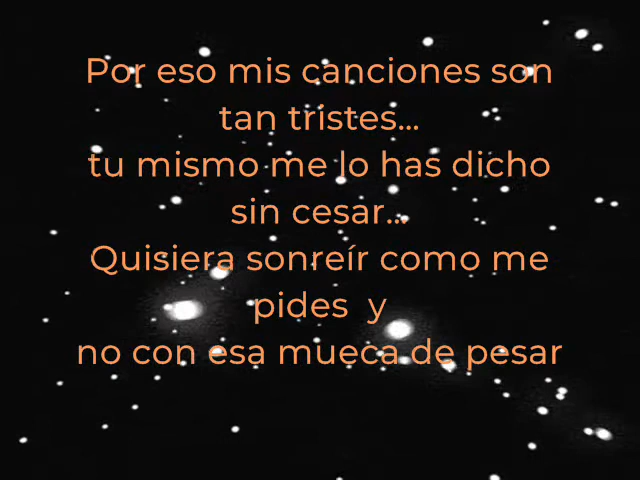 Por eso mis canciones son
tan tristes...
tu mismo me lo has dicho
sin cesar...
Quisiera sonreír como me
pides  y
no con esa mueca de pesar